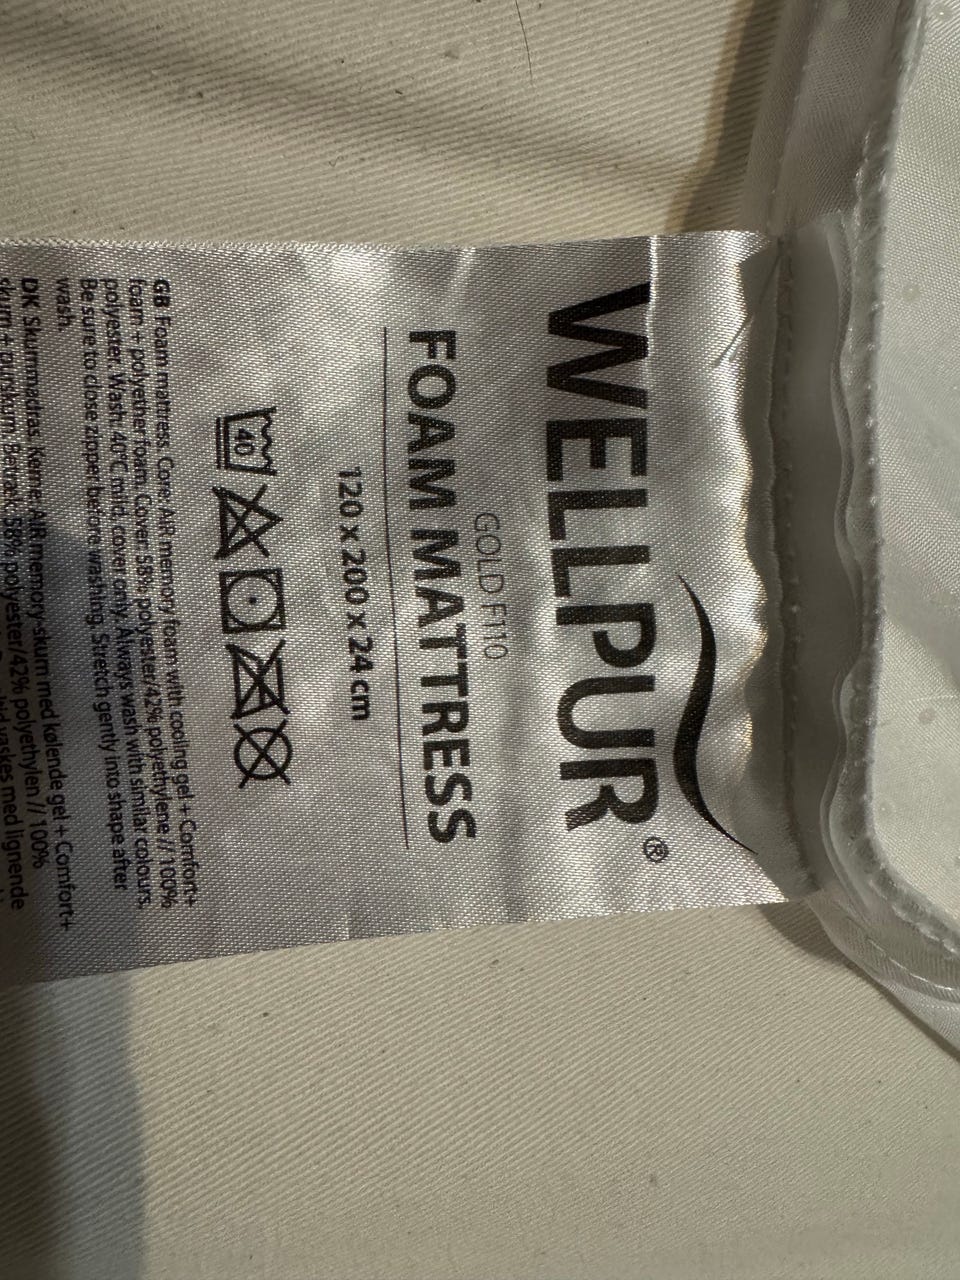 WELLPUR®
GOLD F110
FOAM MATTRESS
120 x 200 x 24 cm
40
GB Foam mattress. Core: AIR memory foam with cooling gel + Comfort+
foam + polyether foam. Cover: 58% polyester/42% polyethylene // 100%
polyester. Wash: 40°C mild, cover only. Always wash with similar colours.
Be sure to close zipper before washing. Stretch gently into shape after
wash.
DK Skummadras. Kerne: AIR memory-skum med kølende gel + Comfort+
skum + purskum. Betræk: 58% polyester/42% polyethylen // 100%
vaskes med lignende